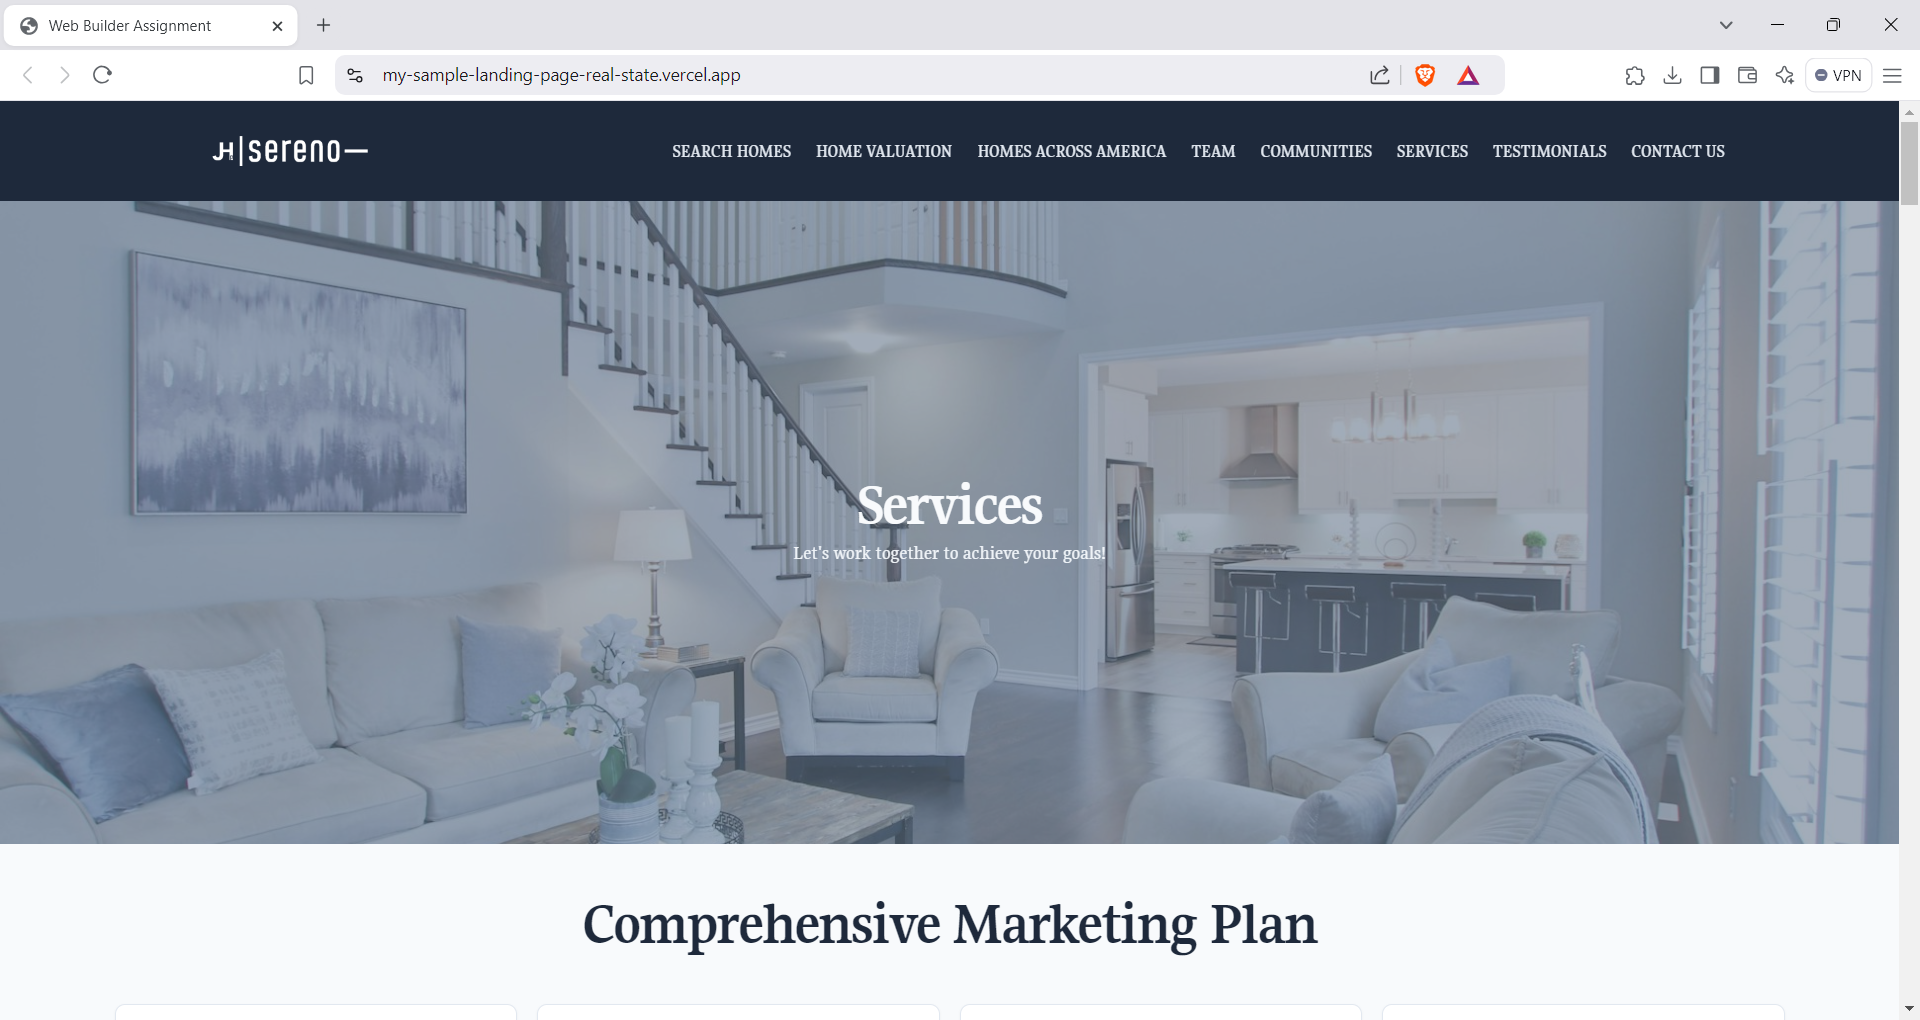 Web Builder Assignment
my-sample-landing-page-real-state.vercel.app
VPN
JH|sereno—
SEARCH HOMES HOME VALUATION HOMES ACROSS AMERICA TEAM COMMUNITIES SERVICES TESTIMONIALS CONTACT US
Services
Let's work together to achieve your goals!
Comprehensive Marketing Plan